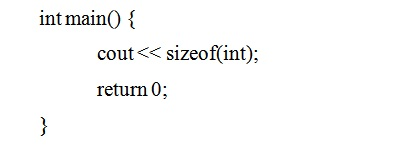 int main() {
cout << sizeof(int);
return 0;
}